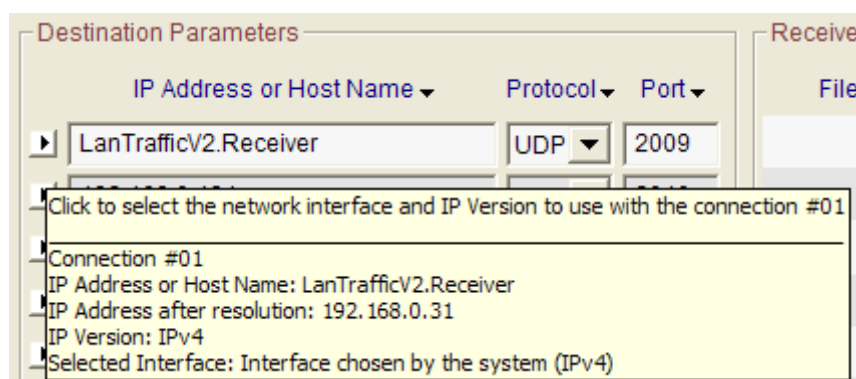 Destination Parameters
Receive
IP Address or Host Name
Protocol
Port
File
LanTrafficV2.Receiver
UDP
2009
Click to select the network interface and IP Version to use with the connection #01
Connection #01
IP Address or Host Name: LanTrafficV2.Receiver
IP Address after resolution: 192.168.0.31
IP Version: IPv4
Selected Interface: Interface chosen by the system (IPv4)